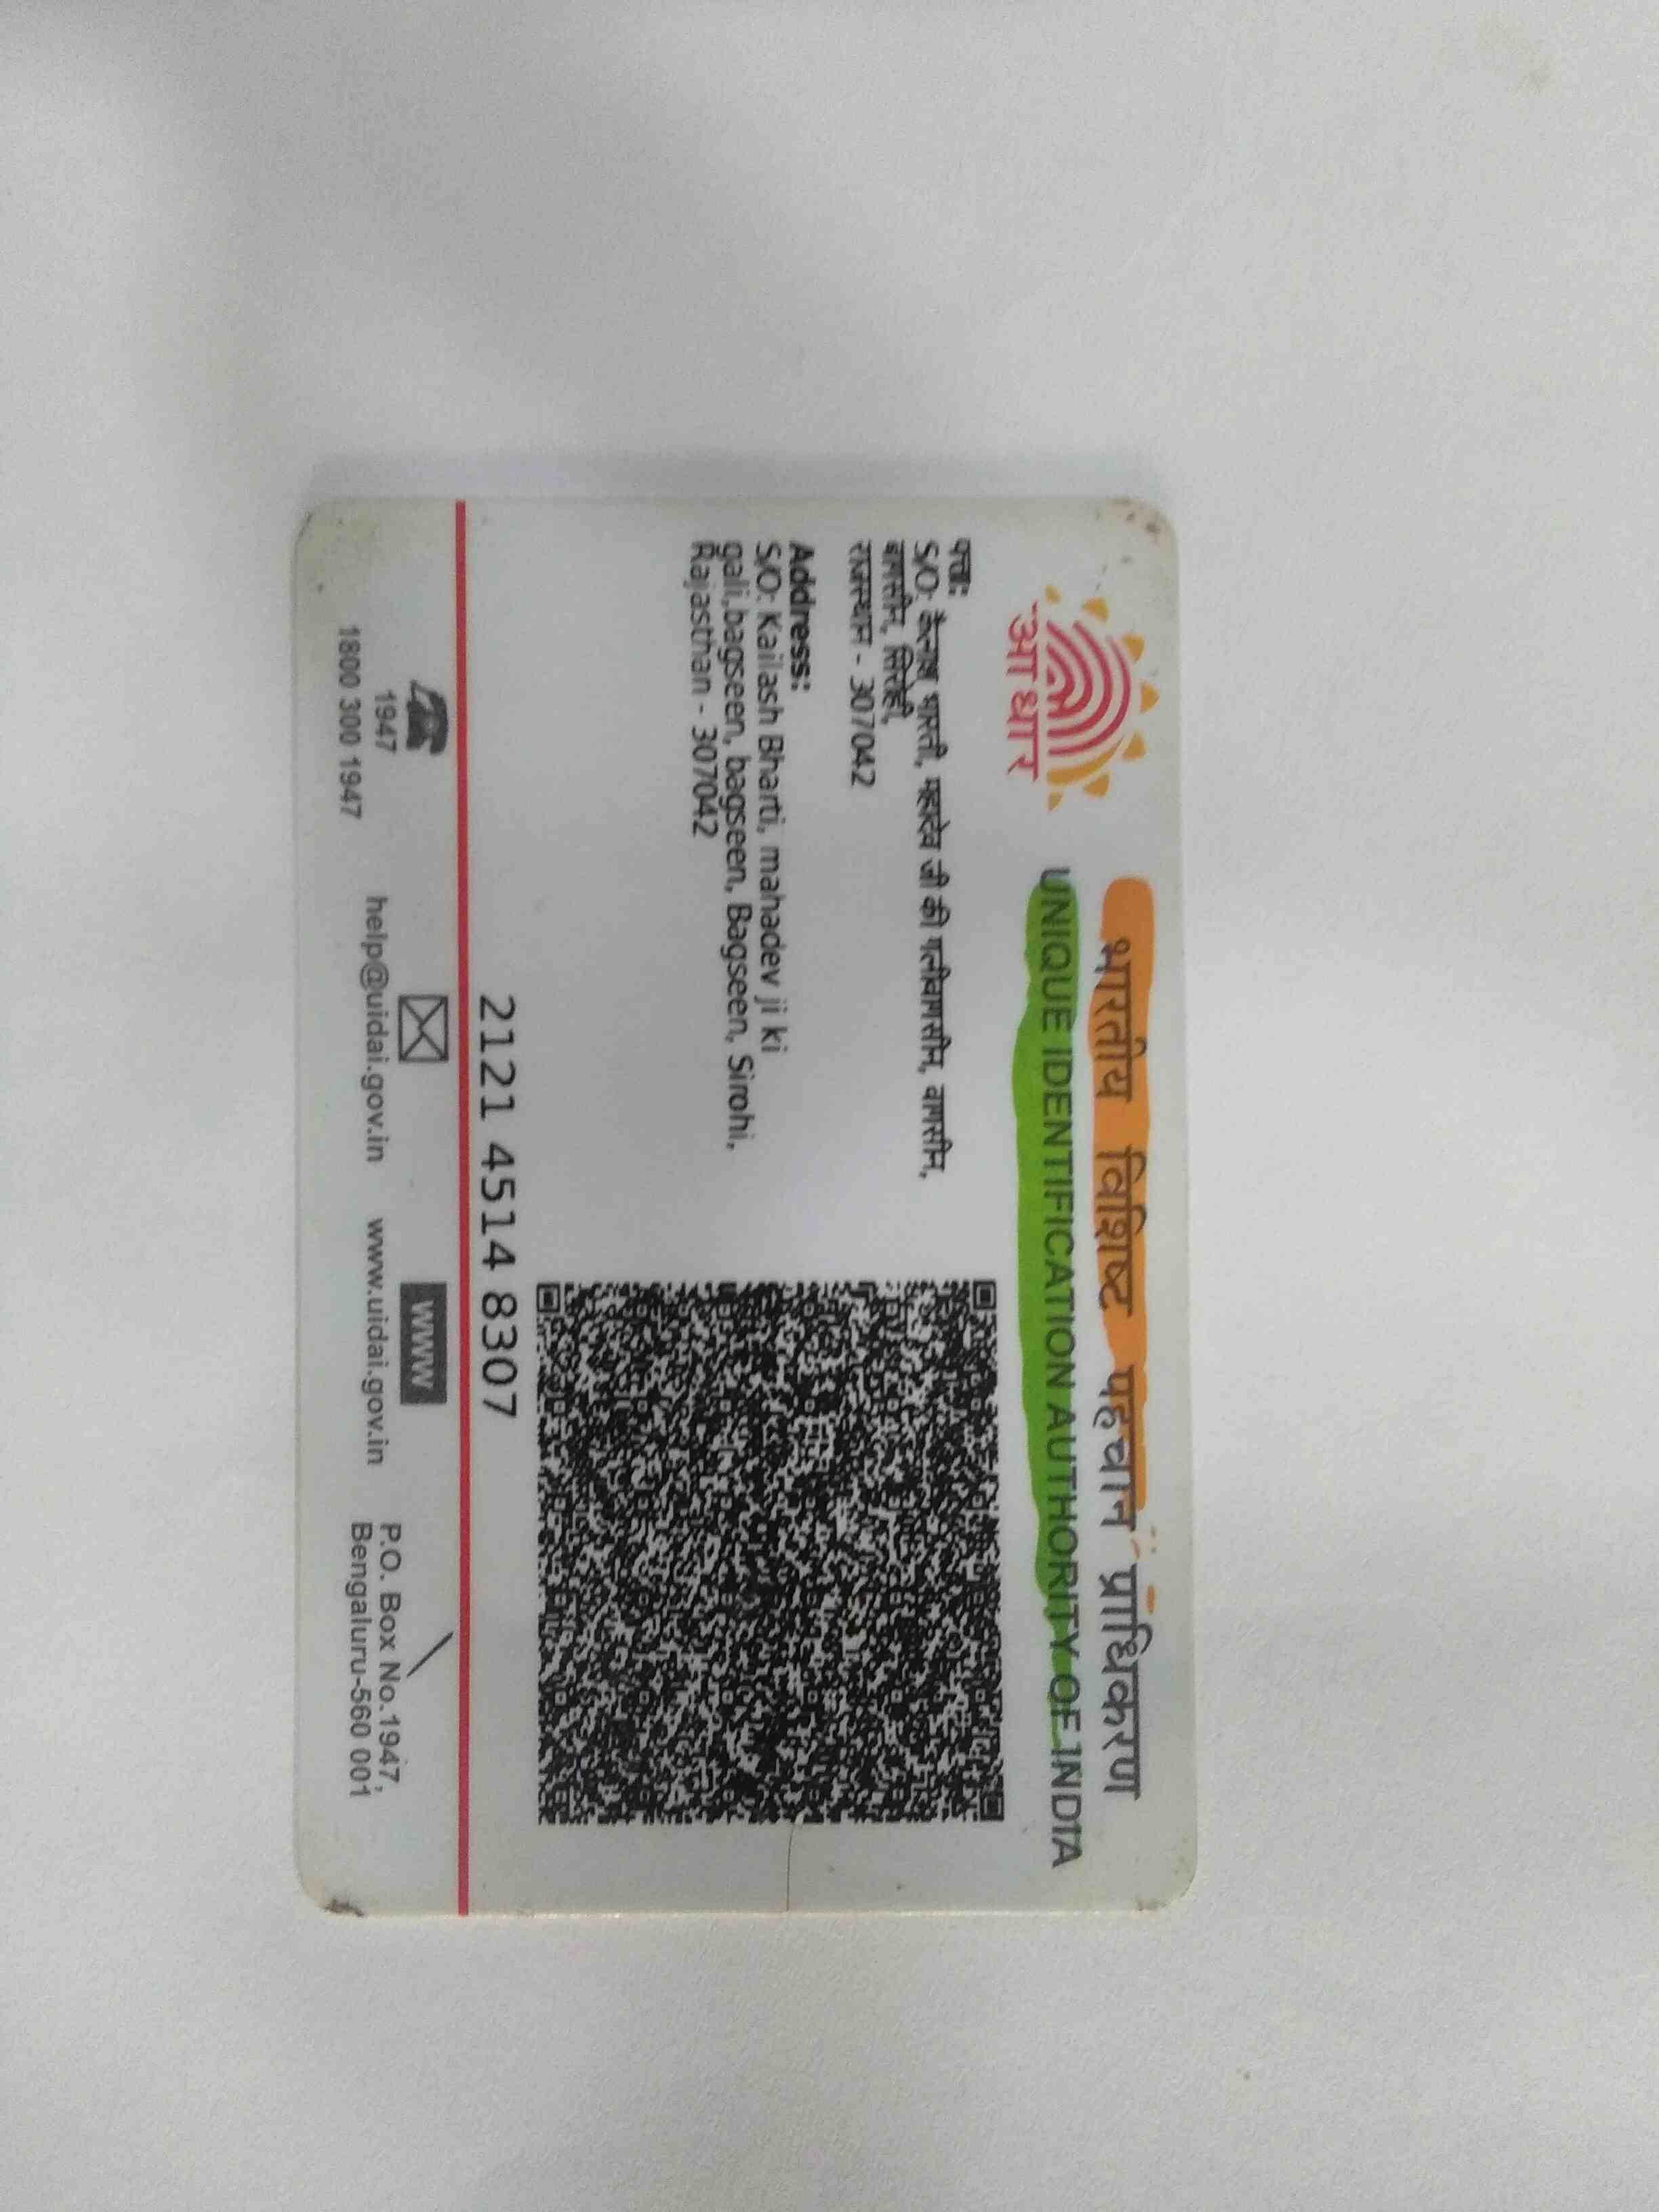 भारतीय विशिष्ट पहचान प्राधिकरण
UNIQUE IDENTIFICATION AUTHORITY OF INDIA
आधार
पता:
S/O: कैलाश भारती, महादेव जी की गलीबागसीन, वागसीन,
बागसीन, सिरोही,
राजस्थान - 307042
Address:
S/O: Kailash Bharti, mahadev ji ki
gali,bagseen, bagseen, Bagseen, Sirohi,
Rajasthan - 307042
2121 4514 8307
1947
1800 300 1947
help@uidai.gov.in
WWW
www.uidai.gov.in
P.O. Box No.1947,
Bengaluru-560 001